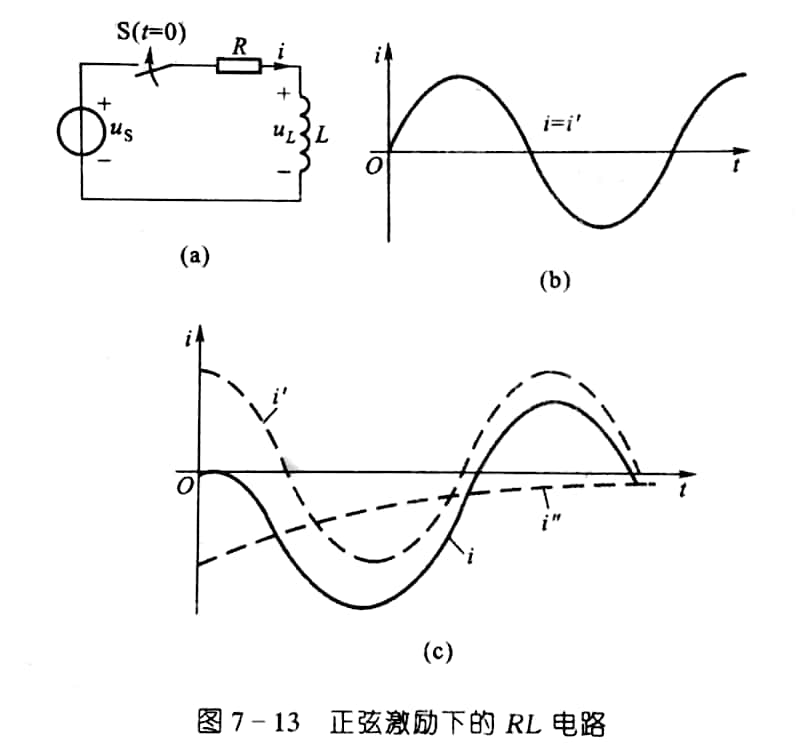 S(t=0)
R
i
+
u_S
−
+
u_L
L
−
(a)
i
i=i′
O
t
(b)
i
i′
O
t
i″
i
(c)
图 7-13 正弦激励下的 RL 电路